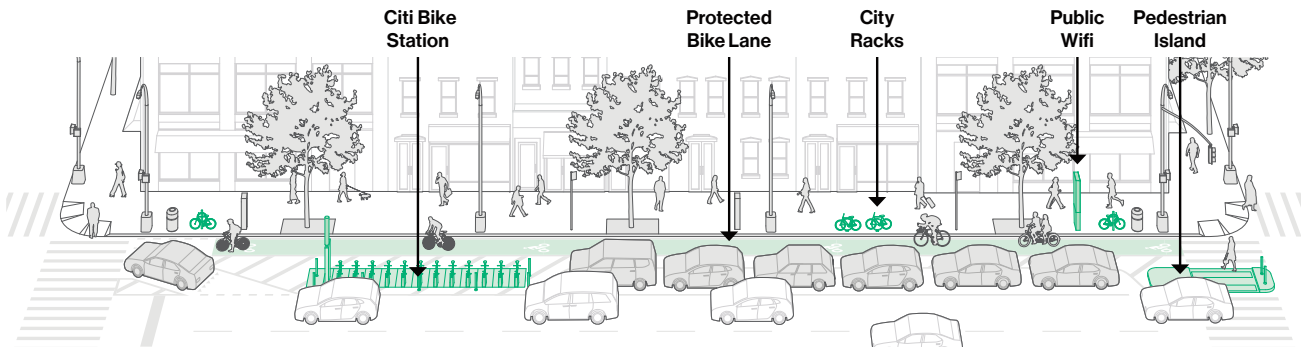 Citi Bike
Station
Protected
Bike Lane
City
Racks
Public
Wifi
Pedestrian
Island